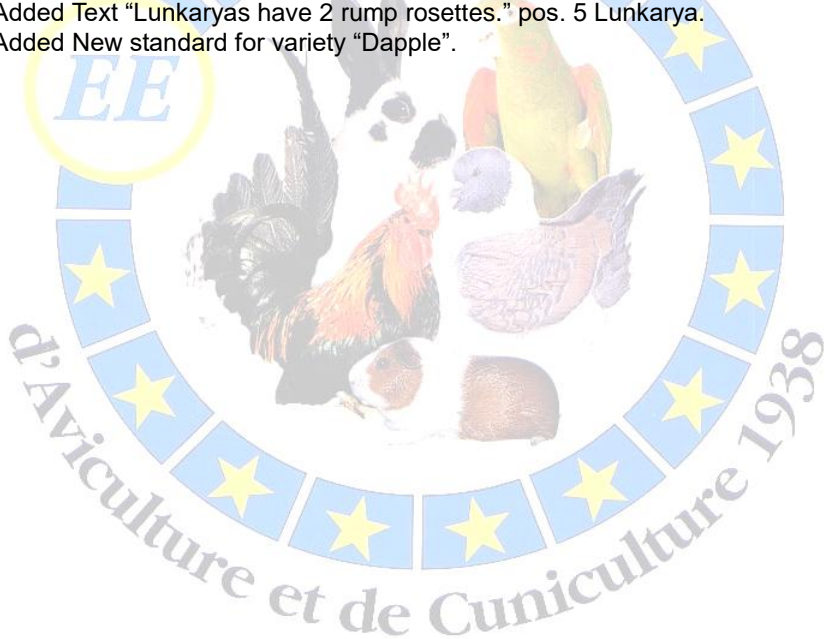 Added Text “Lunkaryas have 2 rump rosettes.” pos. 5 Lunkarya.
Added New standard for variety “Dapple”.
EE
d'Aviculture et de Cuniculture 1938